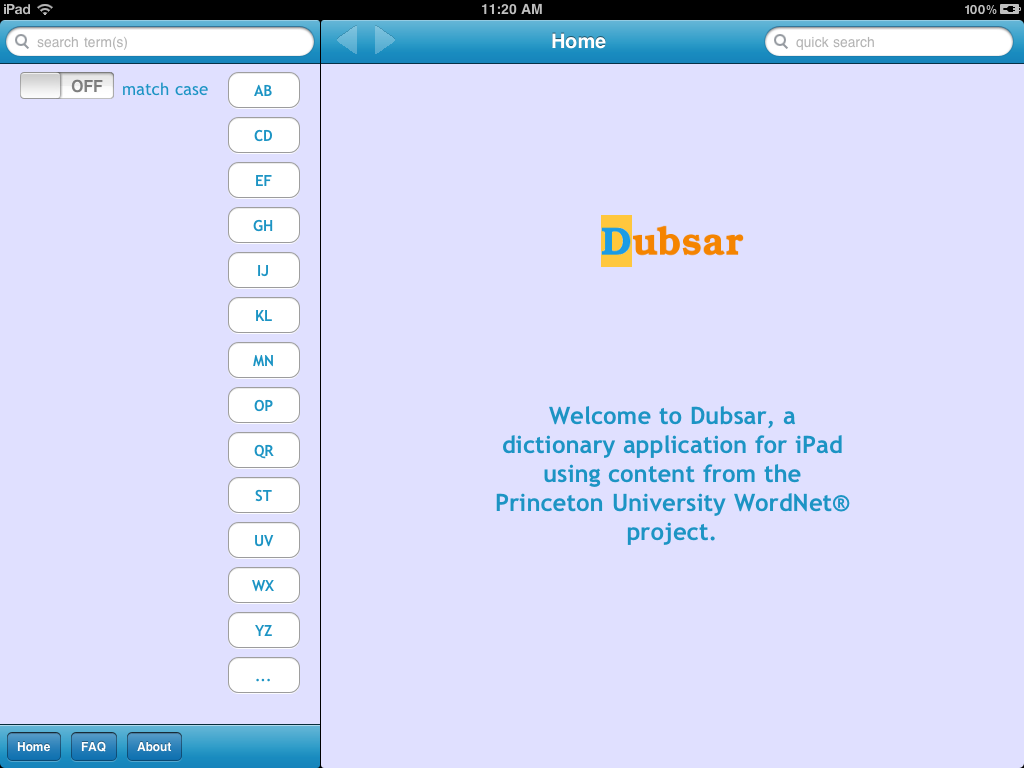 iPad 11:20 AM 100%
search term(s)
Home
quick search
OFF match case
AB
CD
EF
GH
IJ
KL
MN
OP
QR
ST
UV
WX
YZ
...
Dubsar
Welcome to Dubsar, a
dictionary application for iPad
using content from the
Princeton University WordNet®
project.
Home FAQ About